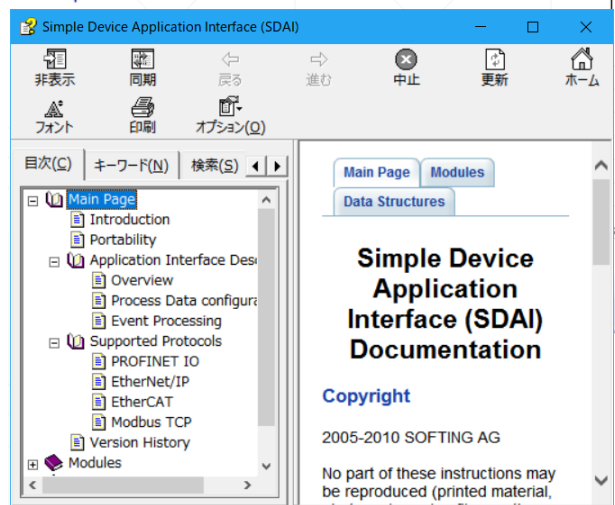 Simple Device Application Interface (SDAI)
非表示 同期 戻る 進む 中止 更新 ホーム
フォント 印刷 オプション(O)
目次(C) キーワード(N) 検索(S)
Main Page
Introduction
Portability
Application Interface Des
Overview
Process Data configura
Event Processing
Supported Protocols
PROFINET IO
EtherNet/IP
EtherCAT
Modbus TCP
Version History
Modules
Main Page Modules
Data Structures
Simple Device
Application
Interface (SDAI)
Documentation
Copyright
2005-2010 SOFTING AG
No part of these instructions may
be reproduced (printed material,